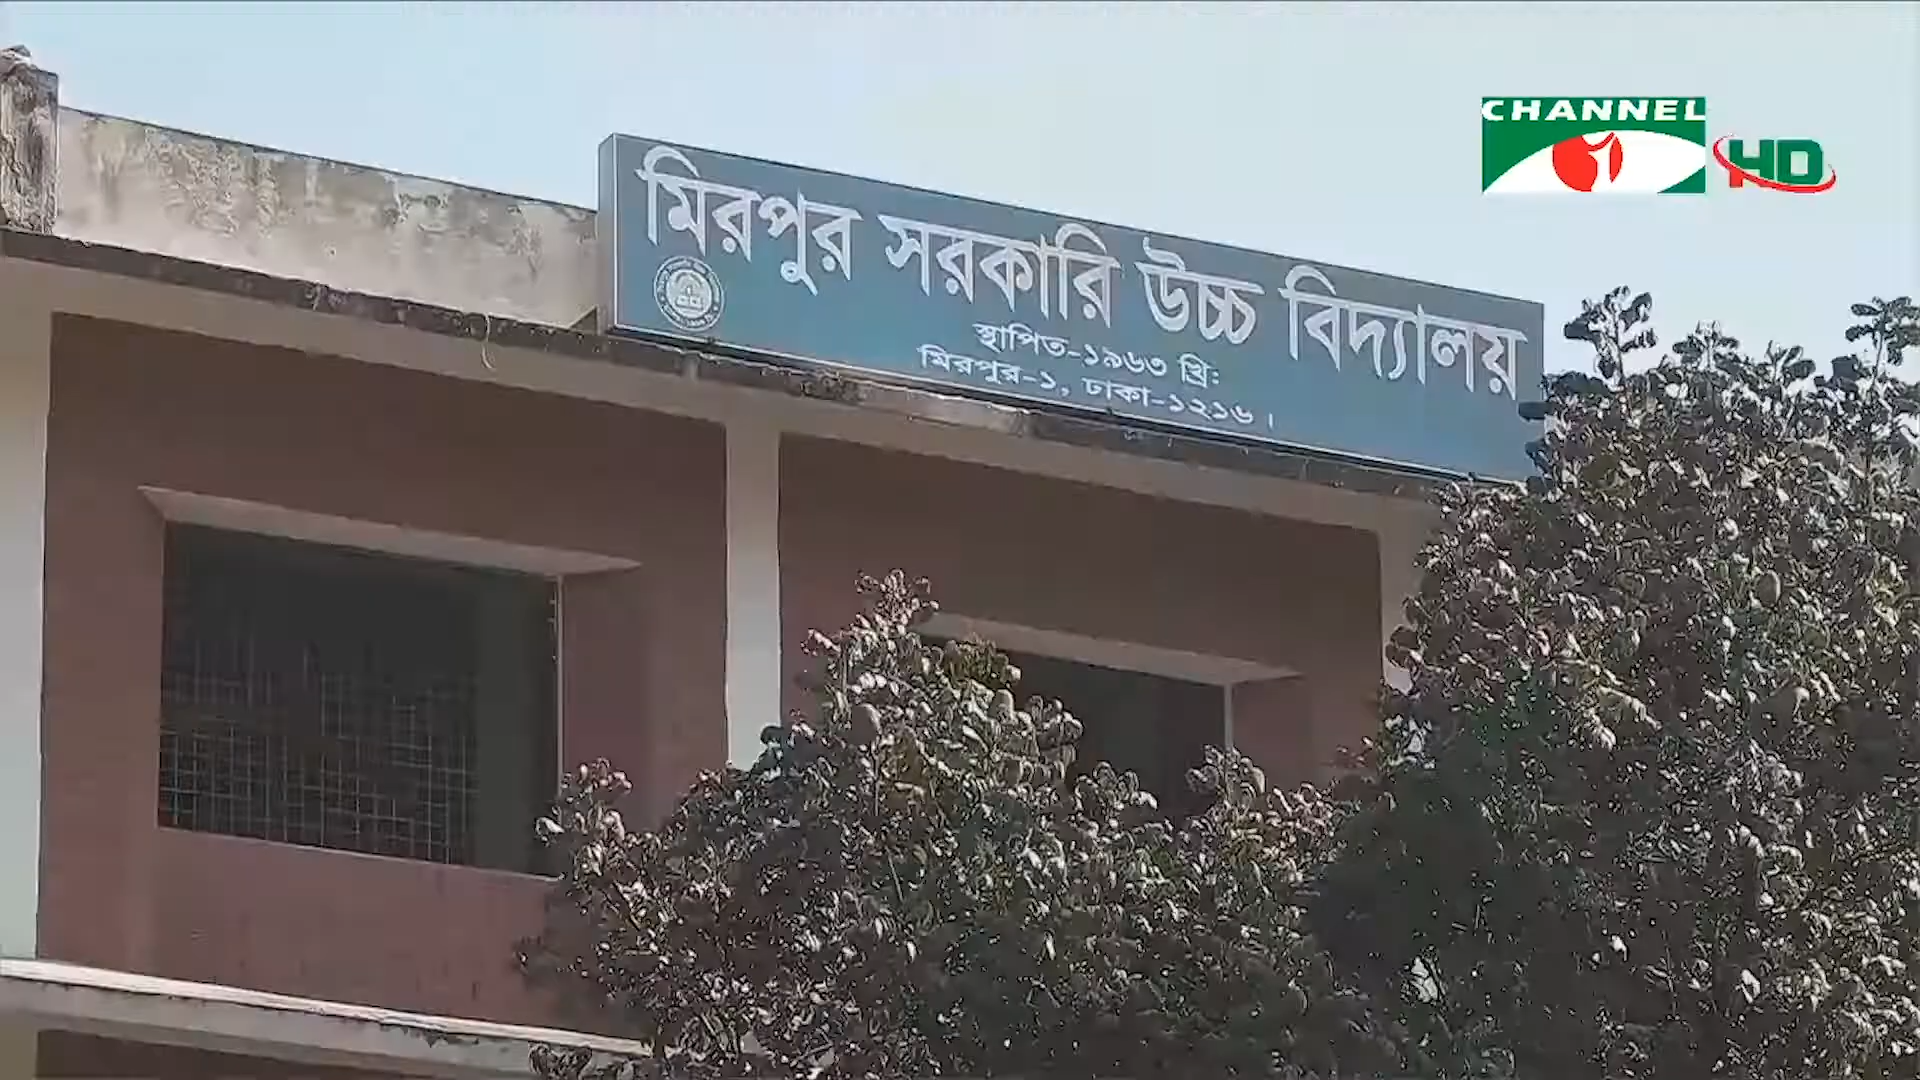 CHANNEL
HD
মিরপুর সরকারি উচ্চ বিদ্যালয়
স্থাপিত-১৯৬৩ খ্রি:
মিরপুর-১, ঢাকা-১২১৬।